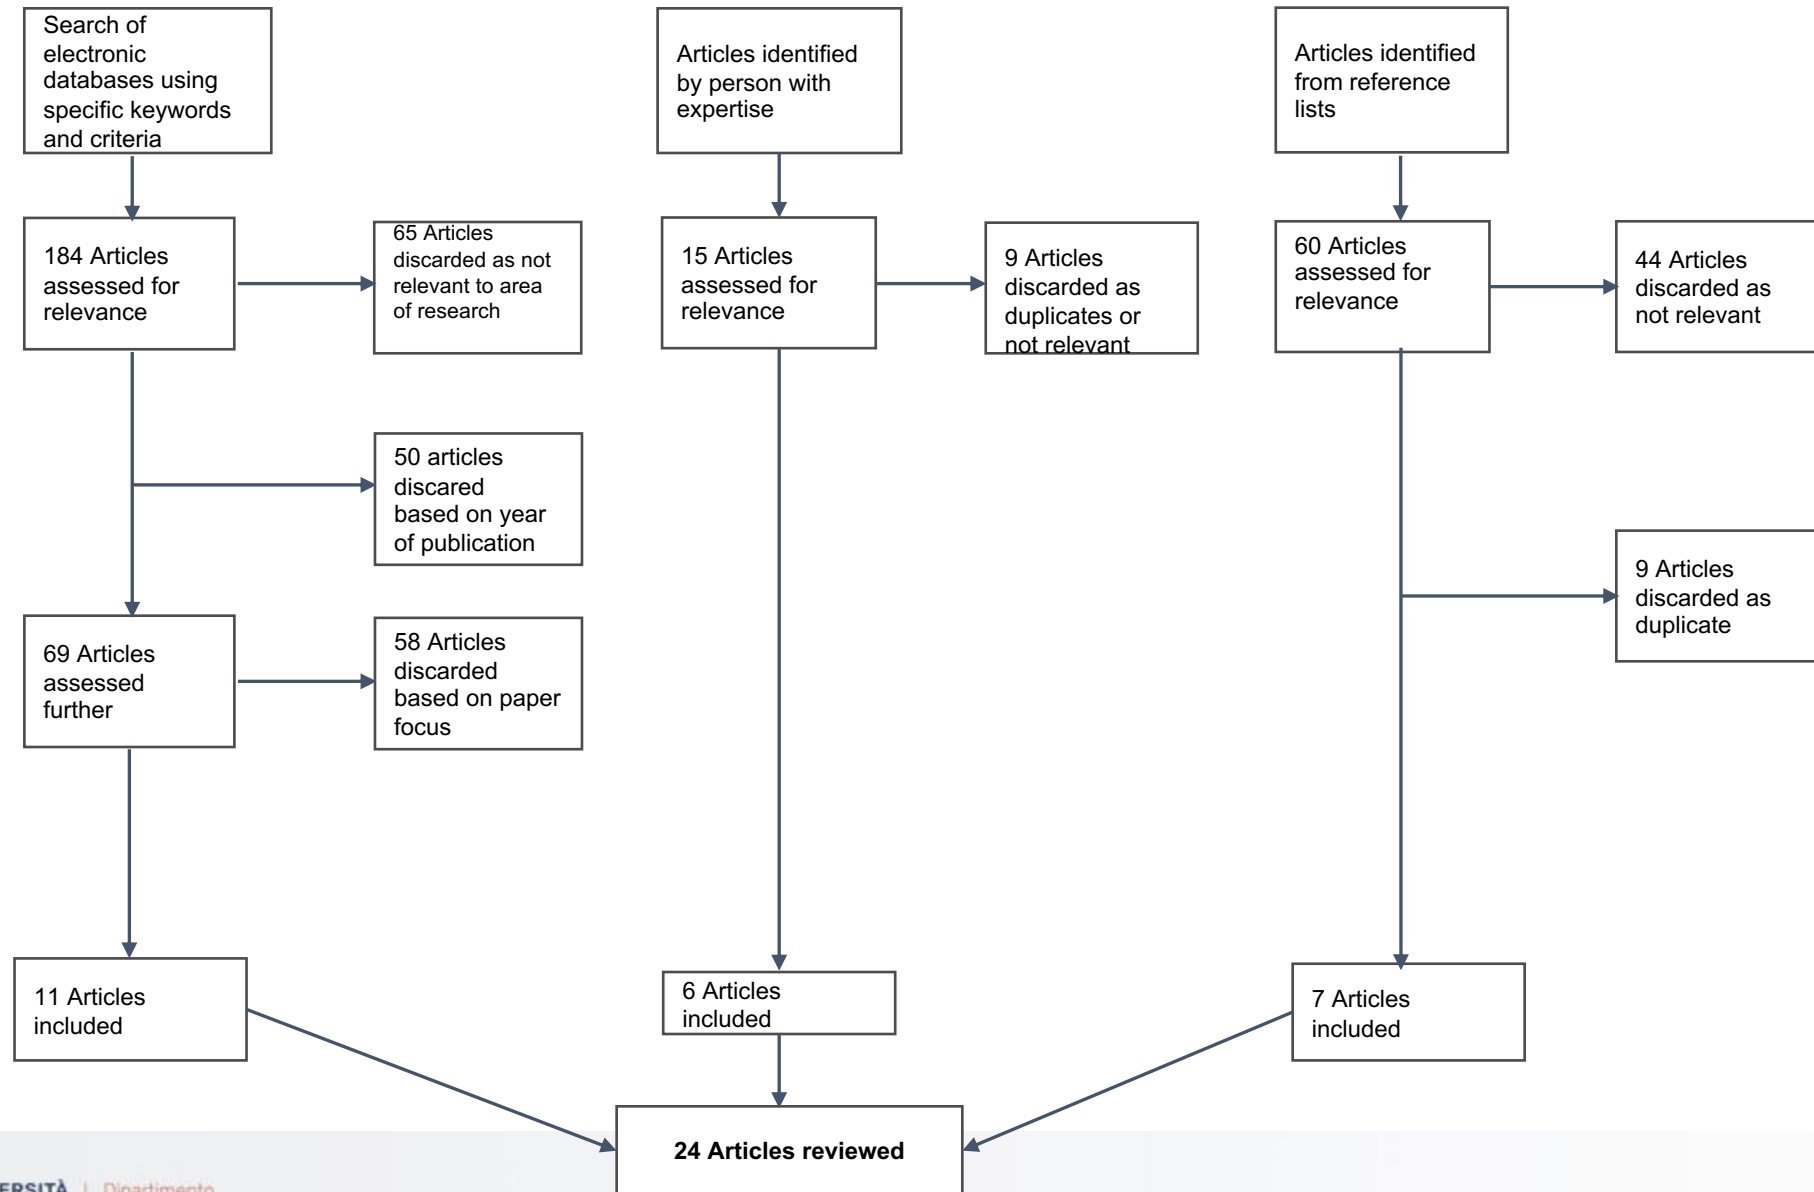 Search of
electronic
databases using
specific keywords
and criteria
Articles identified
by person with
expertise
Articles identified
from reference
lists
184 Articles
assessed for
relevance
65 Articles
discarded as not
relevant to area
of research
15 Articles
assessed for
relevance
9 Articles
discarded as
duplicates or
not relevant
60 Articles
assessed for
relevance
44 Articles
discarded as
not relevant
50 articles
discared
based on year
of publication
9 Articles
discarded as
duplicate
69 Articles
assessed
further
58 Articles
discarded
based on paper
focus
11 Articles
included
6 Articles
included
7 Articles
included
24 Articles reviewed
ERSITÀ | Dipartimento